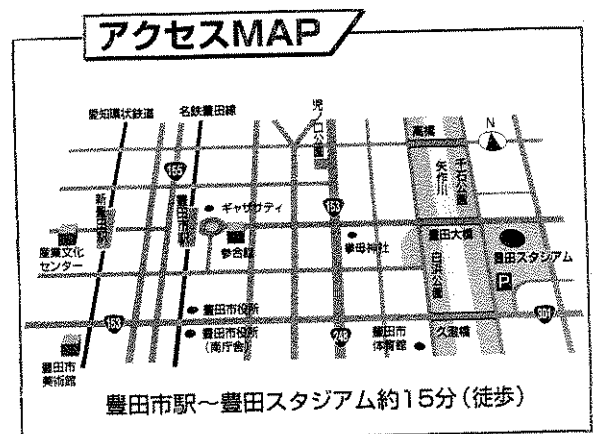 アクセスMAP
愛知環状鉄道
名鉄豊田線
児ノ口公園
高橋
N
155
矢作川
千石公園
新豊田駅
豊田市駅
ギャザサティ
153
産業文化
センター
参合館
挙母神社
豊田大橋
豊田スタジアム
白浜公園
P
豊田市役所
153
豊田市役所
(南庁舎)
248
豊田市
体育館
久澄橋
301
豊田市
美術館
豊田市駅～豊田スタジアム約15分(徒歩)